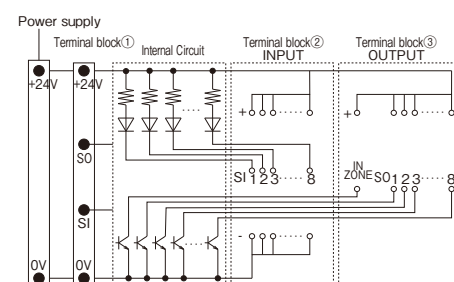 Power supply
Terminal block① Internal Circuit Terminal block② INPUT Terminal block③ OUTPUT
+24V +24V
+ +
SO
SI 1 2 3 8
IN ZONE SO 1 2 3 8
SI
-
0V 0V